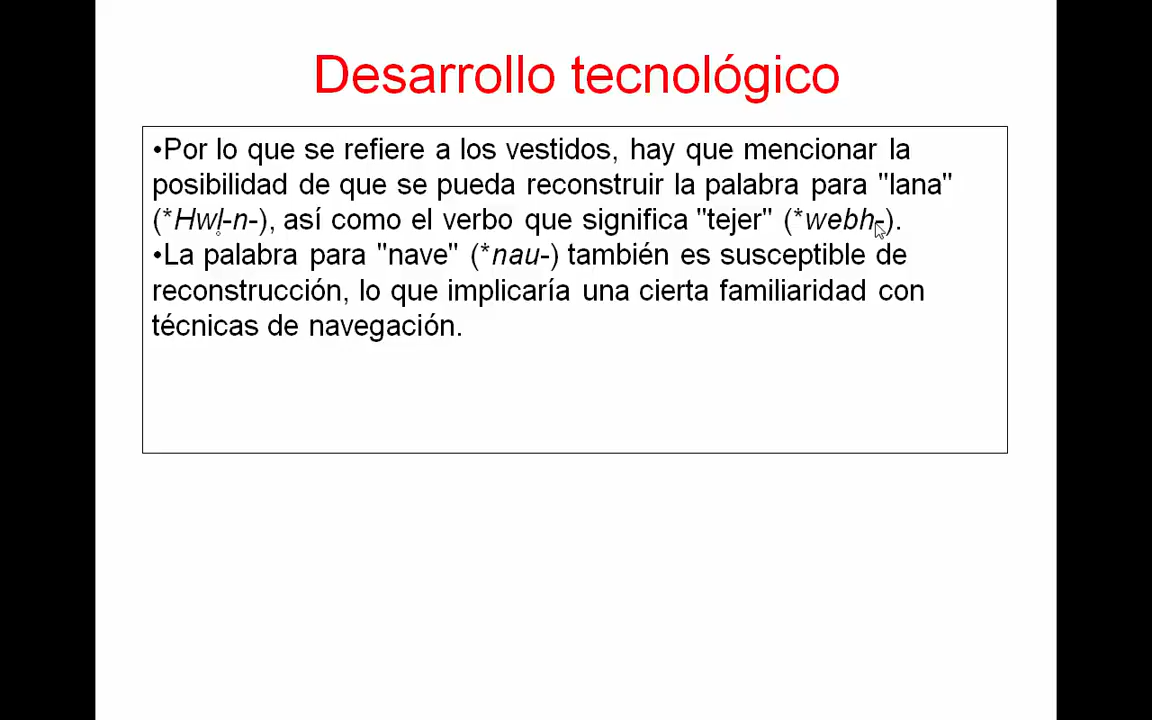 Desarrollo tecnológico
•Por lo que se refiere a los vestidos, hay que mencionar la
posibilidad de que se pueda reconstruir la palabra para "lana"
(*Hwl̥-n-), así como el verbo que significa "tejer" (*webh-).
•La palabra para "nave" (*nau-) también es susceptible de
reconstrucción, lo que implicaría una cierta familiaridad con
técnicas de navegación.